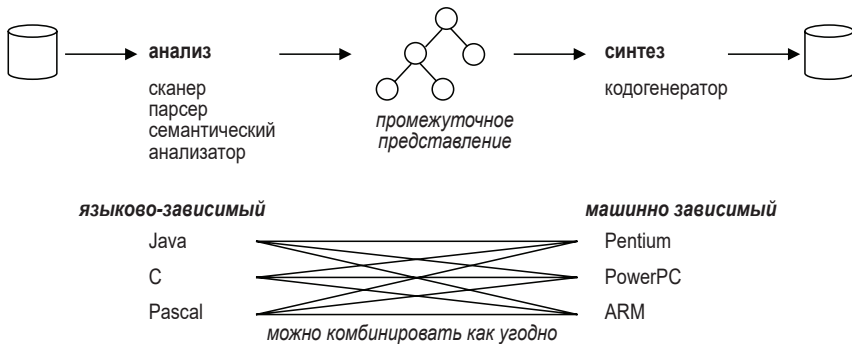 анализ
синтез
сканер
парсер
семантический
анализатор
кодогенератор
промежуточное
представление
языково-зависимый
машинно зависимый
Java
Pentium
C
PowerPC
Pascal
ARM
можно комбинировать как угодно